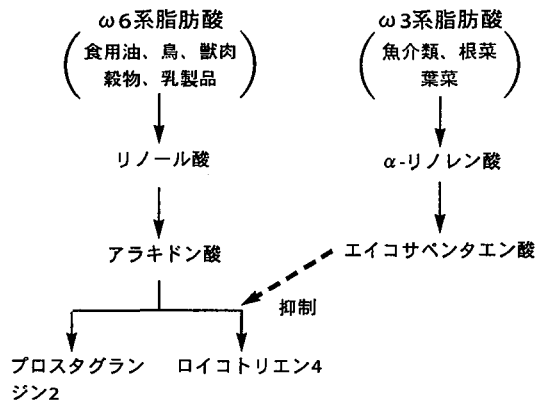 ω6系脂肪酸
食用油、鳥、獣肉
穀物、乳製品
リノール酸
アラキドン酸
プロスタグラン
ジン2
ロイコトリエン4
ω3系脂肪酸
魚介類、根菜
葉菜
α-リノレン酸
エイコサペンタエン酸
抑制